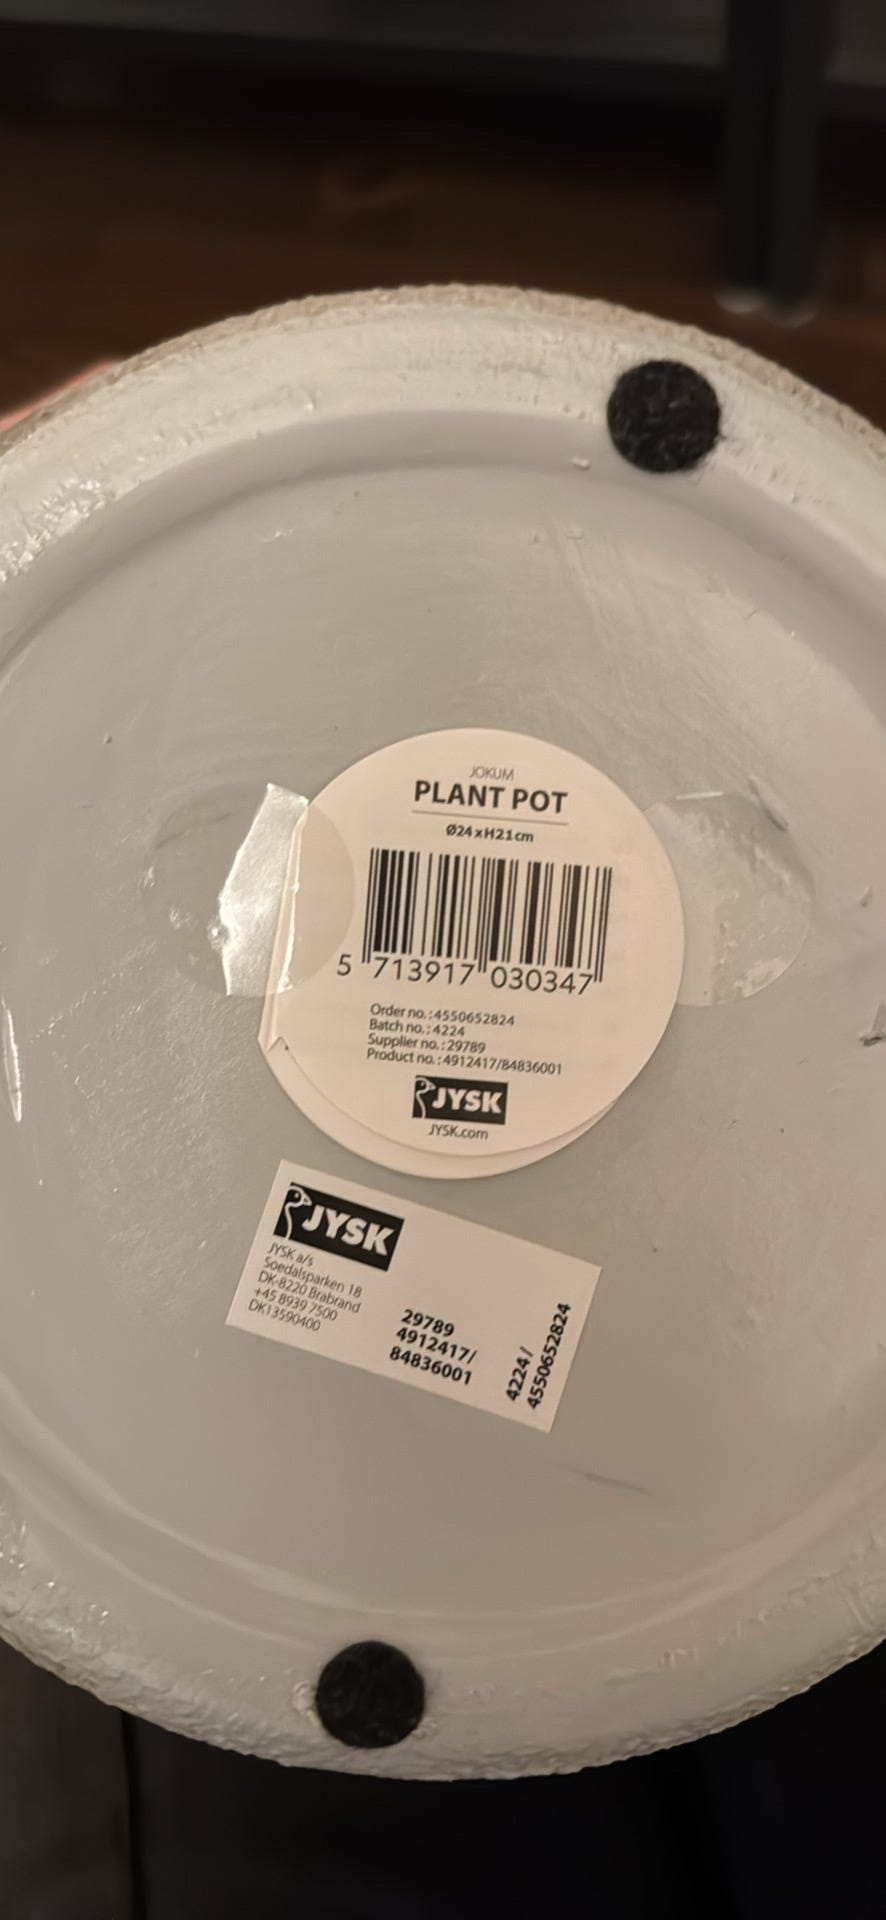 JOKUM
PLANT POT
Ø24xH21cm
5 713917 030347
Order no.:4550652824
Batch no.:4224
Supplier no.:29789
Product no.:4912417/84836001
JYSK
JYSK.com
JYSK
JYSK a/s
Soedalsparken 18
DK-8220 Brabrand
+45 8939 7500
DK13590400
29789
4912417/
84836001
4224/
4550652824